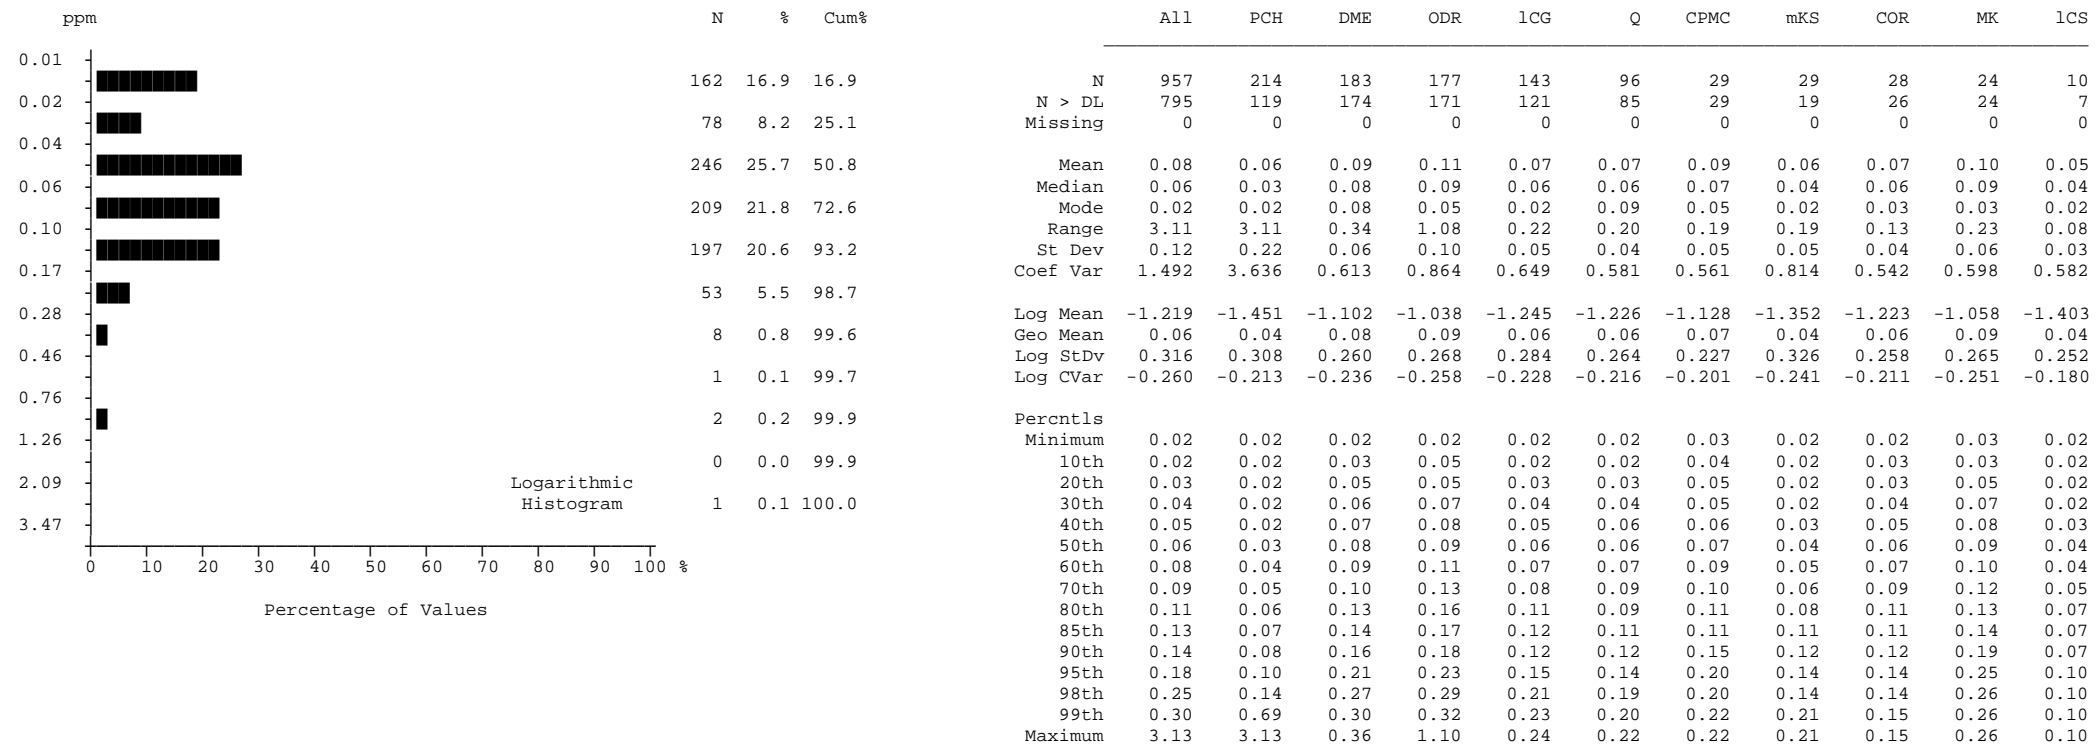 ppm N % Cum% All PCH DME ODR lCG Q CPMC mKS COR MK lCS
0.01
162 16.9 16.9 N 957 214 183 177 143 96 29 29 28 24 10
0.02 N > DL 795 119 174 171 121 85 29 19 26 24 7
78 8.2 25.1 Missing 0 0 0 0 0 0 0 0 0 0 0
0.04
246 25.7 50.8 Mean 0.08 0.06 0.09 0.11 0.07 0.07 0.09 0.06 0.07 0.10 0.05
0.06 Median 0.06 0.03 0.08 0.09 0.06 0.06 0.07 0.04 0.06 0.09 0.04
209 21.8 72.6 Mode 0.02 0.02 0.08 0.05 0.02 0.09 0.05 0.02 0.03 0.03 0.02
0.10 Range 3.11 3.11 0.34 1.08 0.22 0.20 0.19 0.19 0.13 0.23 0.08
197 20.6 93.2 St Dev 0.12 0.22 0.06 0.10 0.05 0.04 0.05 0.05 0.04 0.06 0.03
0.17 Coef Var 1.492 3.636 0.613 0.864 0.649 0.581 0.561 0.814 0.542 0.598 0.582
53 5.5 98.7
0.28 Log Mean -1.219 -1.451 -1.102 -1.038 -1.245 -1.226 -1.128 -1.352 -1.223 -1.058 -1.403
8 0.8 99.6 Geo Mean 0.06 0.04 0.08 0.09 0.06 0.06 0.07 0.04 0.06 0.09 0.04
0.46 Log StDv 0.316 0.308 0.260 0.268 0.284 0.264 0.227 0.326 0.258 0.265 0.252
1 0.1 99.7 Log CVar -0.260 -0.213 -0.236 -0.258 -0.228 -0.216 -0.201 -0.241 -0.211 -0.251 -0.180
0.76
2 0.2 99.9 Percntls
1.26 Minimum 0.02 0.02 0.02 0.02 0.02 0.02 0.03 0.02 0.02 0.03 0.02
0 0.0 99.9 10th 0.02 0.02 0.03 0.05 0.02 0.02 0.04 0.02 0.03 0.03 0.02
2.09 Logarithmic 20th 0.03 0.02 0.05 0.05 0.03 0.03 0.05 0.02 0.03 0.05 0.02
Histogram 1 0.1 100.0 30th 0.04 0.02 0.06 0.07 0.04 0.04 0.05 0.02 0.04 0.07 0.02
3.47 40th 0.05 0.02 0.07 0.08 0.05 0.06 0.06 0.03 0.05 0.08 0.03
50th 0.06 0.03 0.08 0.09 0.06 0.06 0.07 0.04 0.06 0.09 0.04
0 10 20 30 40 50 60 70 80 90 100 % 60th 0.08 0.04 0.09 0.11 0.07 0.07 0.09 0.05 0.07 0.10 0.04
70th 0.09 0.05 0.10 0.13 0.08 0.09 0.10 0.06 0.09 0.12 0.05
Percentage of Values 80th 0.11 0.06 0.13 0.16 0.11 0.09 0.11 0.08 0.11 0.13 0.07
85th 0.13 0.07 0.14 0.17 0.12 0.11 0.11 0.11 0.11 0.14 0.07
90th 0.14 0.08 0.16 0.18 0.12 0.12 0.15 0.12 0.12 0.19 0.07
95th 0.18 0.10 0.21 0.23 0.15 0.14 0.20 0.14 0.14 0.25 0.10
98th 0.25 0.14 0.27 0.29 0.21 0.19 0.20 0.14 0.14 0.26 0.10
99th 0.30 0.69 0.30 0.32 0.23 0.20 0.22 0.21 0.15 0.26 0.10
Maximum 3.13 3.13 0.36 1.10 0.24 0.22 0.22 0.21 0.15 0.26 0.10